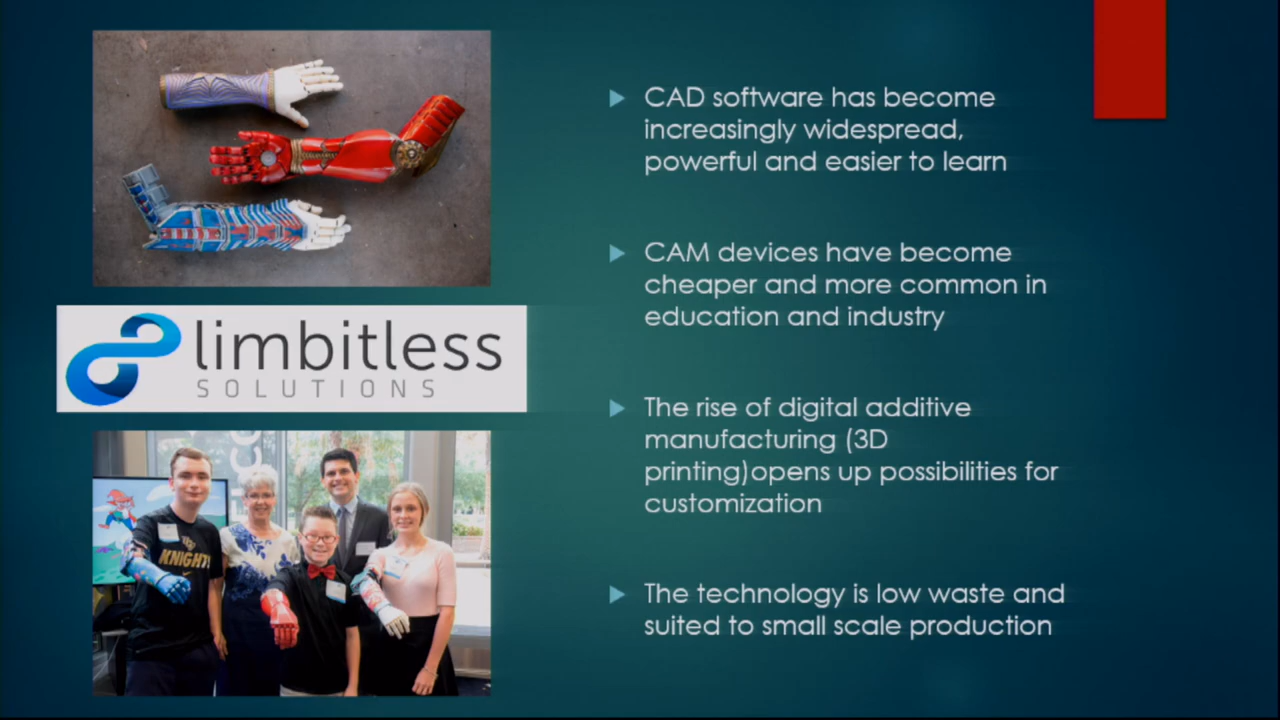 limbitless
SOLUTIONS
KNIGHT
CAD software has become
increasingly widespread,
powerful and easier to learn
CAM devices have become
cheaper and more common in
education and industry
The rise of digital additive
manufacturing (3D
printing)opens up possibilities for
customization
The technology is low waste and
suited to small scale production